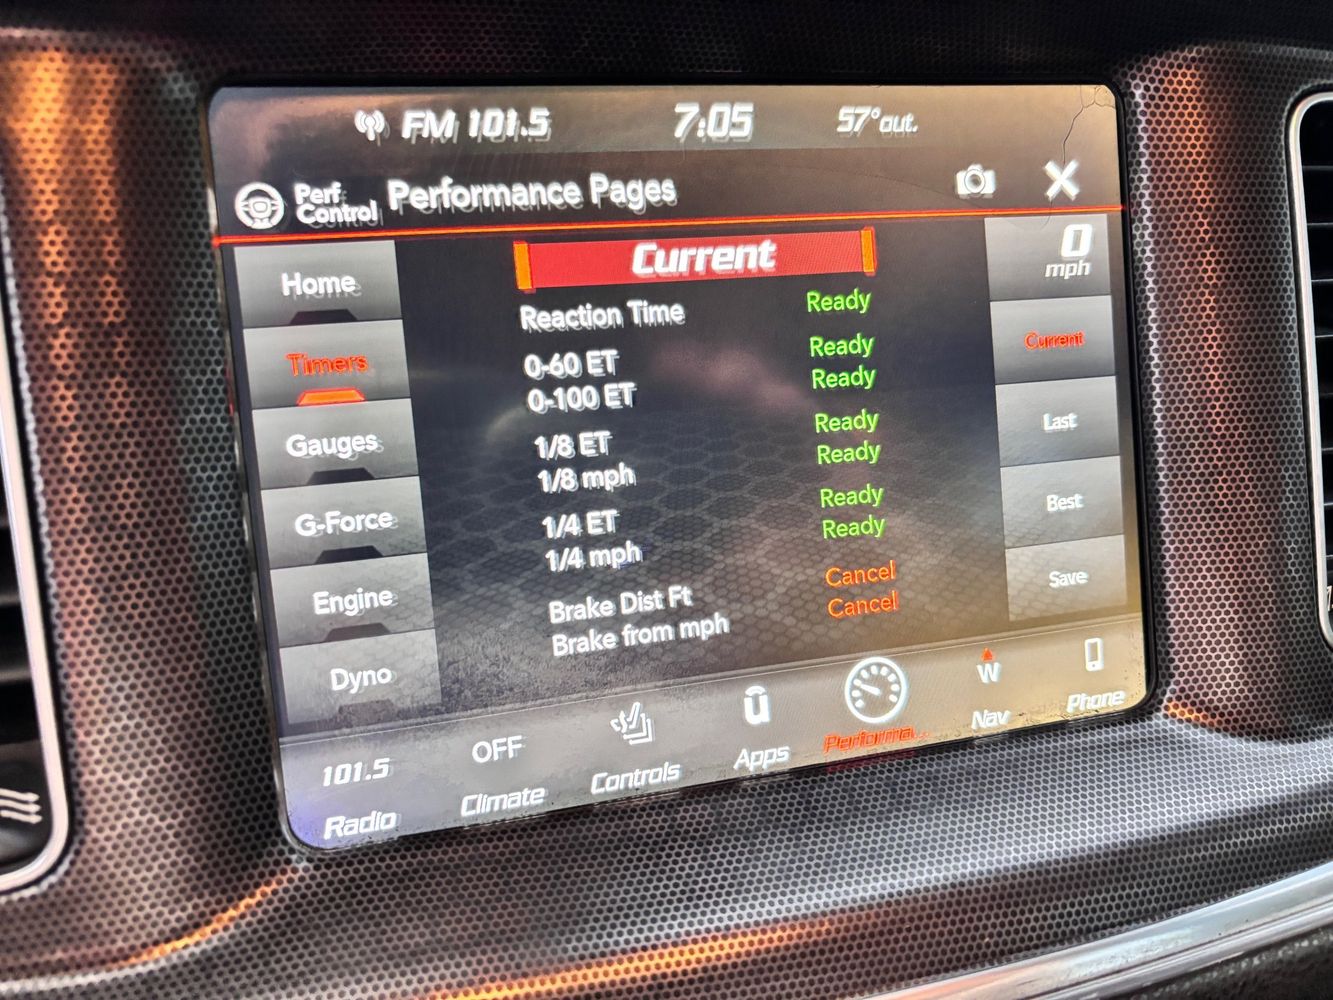 FM 101.5 7:05 57°out.
Perf Control Performance Pages
Home
Timers
Gauges
G-Force
Engine
Dyno
Current
Reaction Time Ready
0-60 ET Ready
0-100 ET Ready
1/8 ET Ready
1/8 mph Ready
1/4 ET Ready
1/4 mph Ready
Brake Dist Ft Cancel
Brake from mph Cancel
0
mph
Current
Last
Best
Save
101.5 OFF W
Radio Climate Controls Apps Performa... Nav Phone